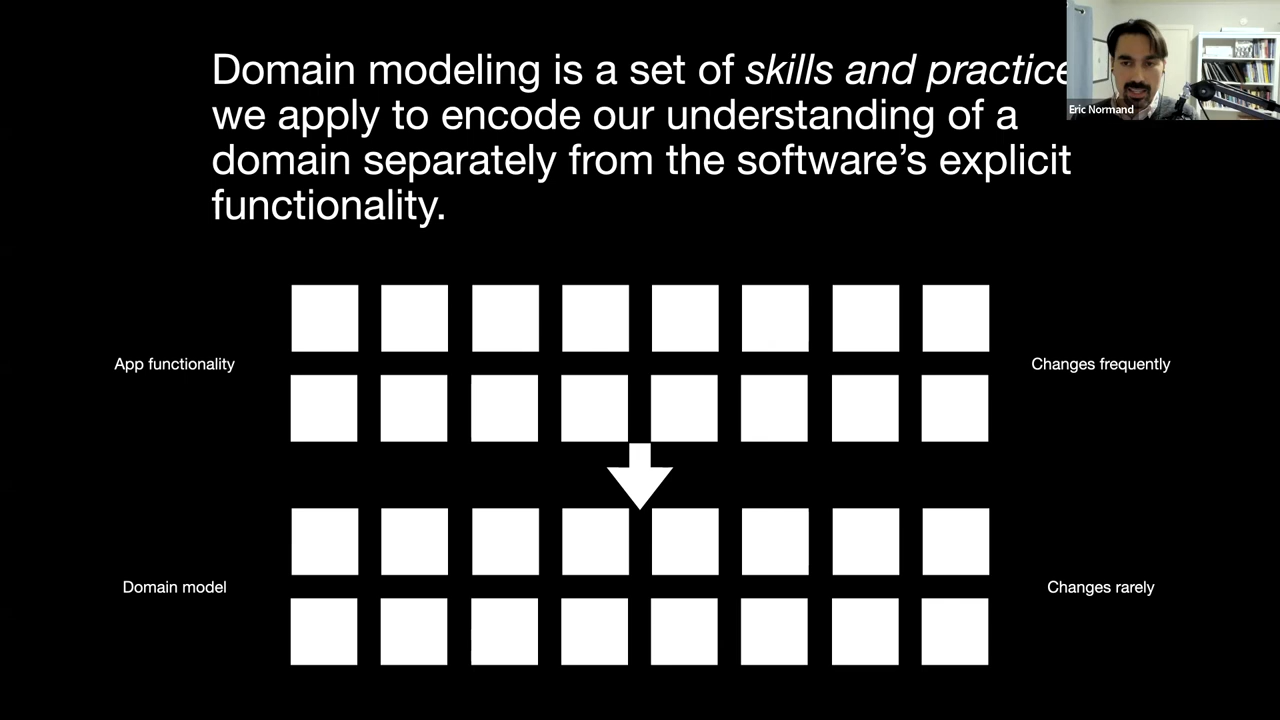 Domain modeling is a set of skills and practice
we apply to encode our understanding of a
domain separately from the software’s explicit
functionality.
Eric Normand
App functionality
Changes frequently
Domain model
Changes rarely